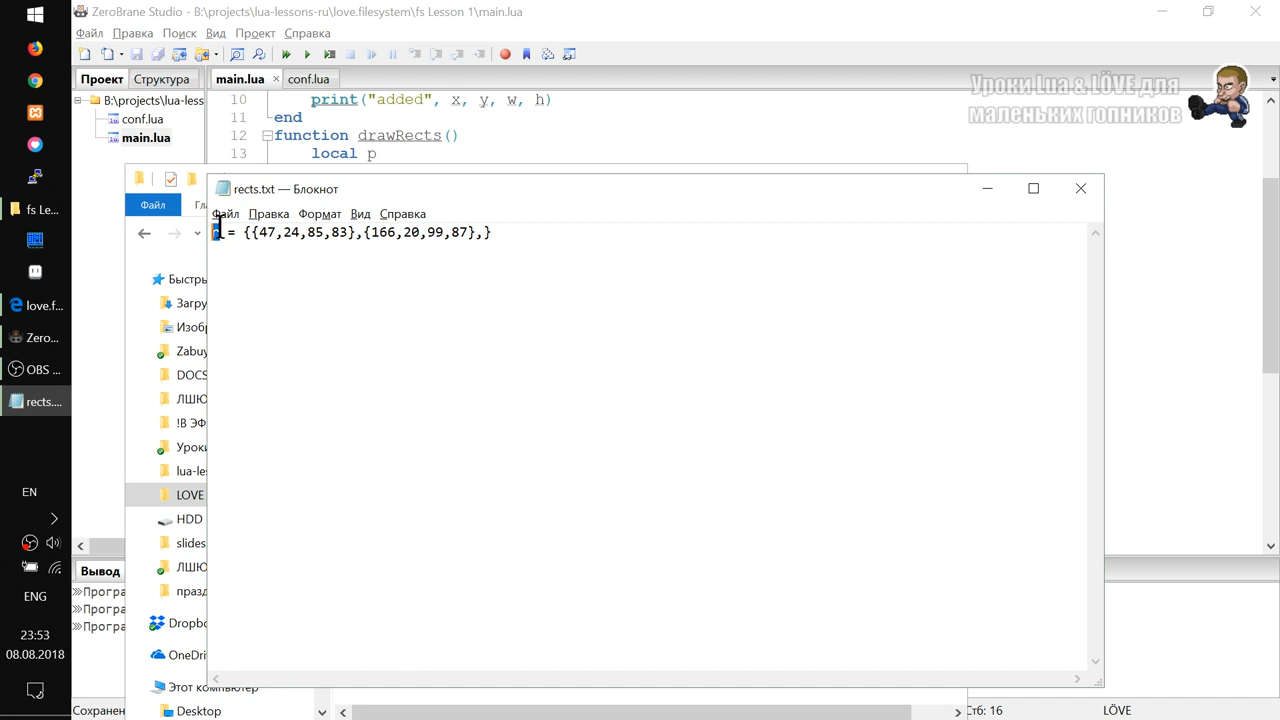 ZeroBrane Studio - B:\projects\lua-lessons-ru\love.filesystem\fs Lesson 1\main.lua
Файл Правка Поиск Вид Проект Справка
Проект Структура
main.lua
conf.lua
B:\projects\lua-less
conf.lua
main.lua
Уроки Lua & LÖVE для
маленьких гопников
10 print("added", x, y, w, h)
11 end
12 function drawRects()
13 local p
rects.txt — Блокнот
Файл Правка Формат Вид Справка
= {{47,24,85,83},{166,20,99,87},}
Файл
Быстры
Загру
Изобр
Zabuy
DOCS
ЛШЮ
!В ЭФ
Уроки
lua-les
LOVE
HDD
slides
ЛШЮ
празд
Dropbo
OneDri
Этот компьютер
Desktop
fs Le...
love.f...
Zero...
OBS ...
rects....
EN
ENG
23:53
08.08.2018
Вывод
Програ
Програ
Програ
Сохранен
Стб: 16
LÖVE